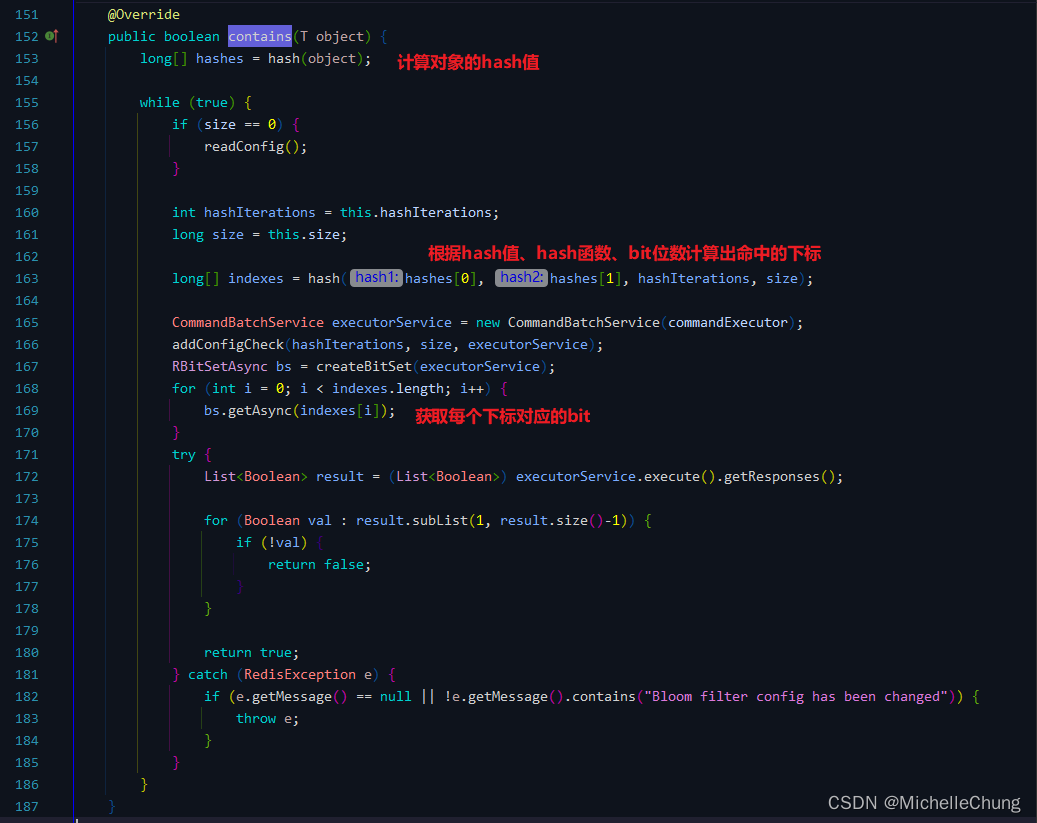 151 @Override
152 public boolean contains(T object) {
153 long[] hashes = hash(object); 计算对象的hash值
154
155 while (true) {
156 if (size == 0) {
157 readConfig();
158 }
159
160 int hashIterations = this.hashIterations;
161 long size = this.size;
162 根据hash值、hash函数、bit位数计算出命中的下标
163 long[] indexes = hash( hash1: hashes[0], hash2: hashes[1], hashIterations, size);
164
165 CommandBatchService executorService = new CommandBatchService(commandExecutor);
166 addConfigCheck(hashIterations, size, executorService);
167 RBitSetAsync bs = createBitSet(executorService);
168 for (int i = 0; i < indexes.length; i++) {
169 bs.getAsync(indexes[i]); 获取每个下标对应的bit
170 }
171 try {
172 List<Boolean> result = (List<Boolean>) executorService.execute().getResponses();
173
174 for (Boolean val : result.subList(1, result.size()-1)) {
175 if (!val) {
176 return false;
177 }
178 }
179
180 return true;
181 } catch (RedisException e) {
182 if (e.getMessage() == null || !e.getMessage().contains("Bloom filter config has been changed")) {
183 throw e;
184 }
185 }
186 }
187 }
CSDN @MichelleChung